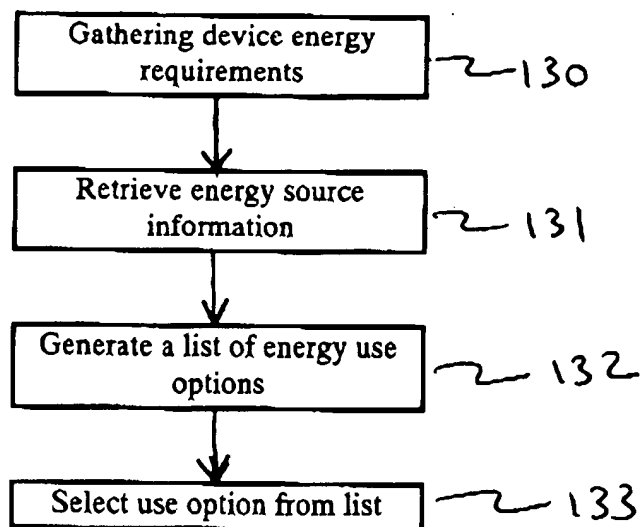 Gathering device energy
requirements
130
Retrieve energy source
information
131
Generate a list of energy use
options
132
Select use option from list
133